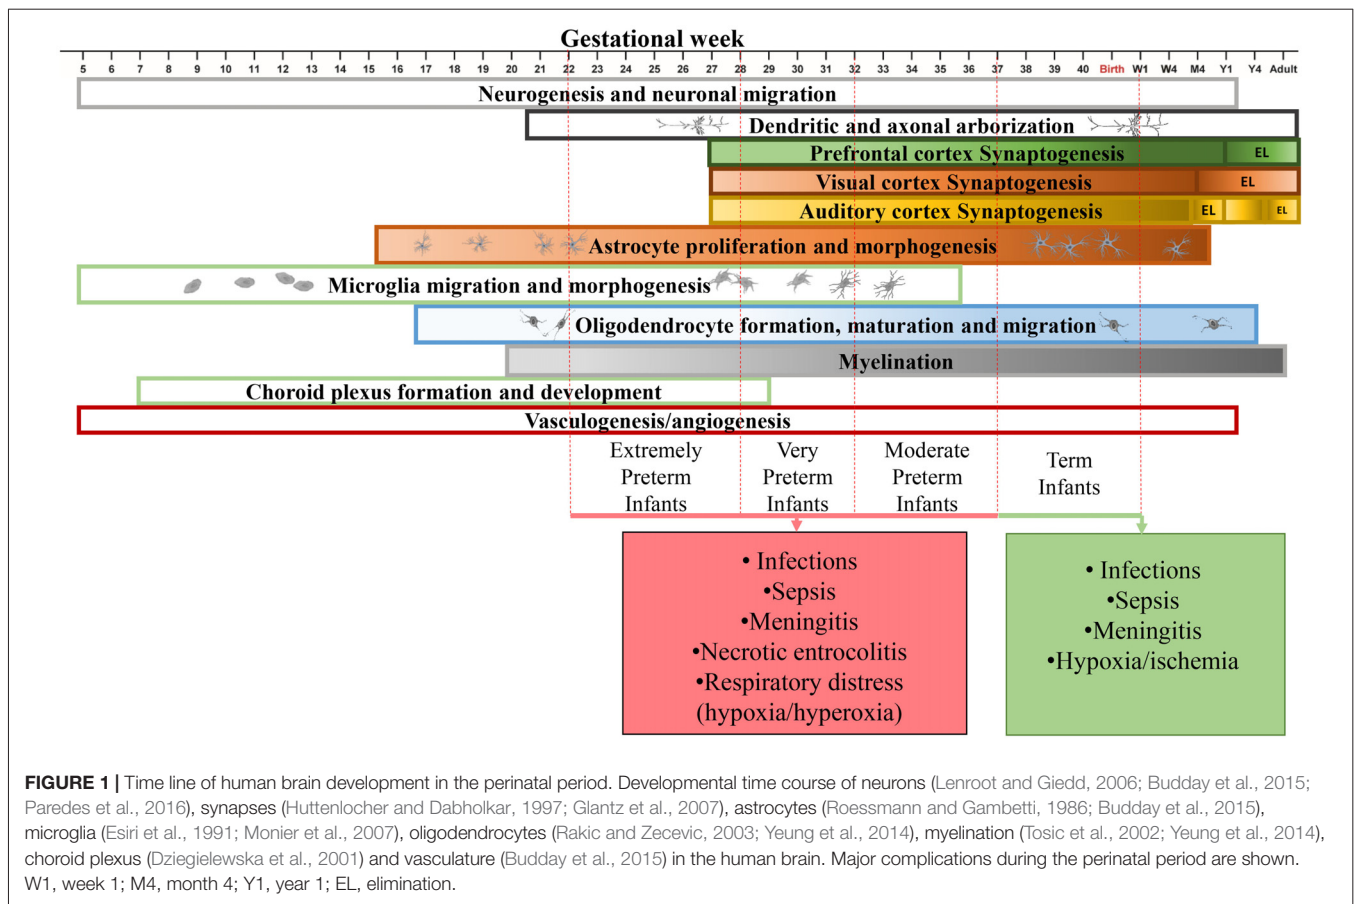 Gestational week
5 6 7 8 9 10 11 12 13 14 15 16 17 18 19 20 21 22 23 24 25 26 27 28 29 30 31 32 33 34 35 36 37 38 39 40 Birth W1 W4 M4 Y1 Y4 Adult
Neurogenesis and neuronal migration
Dendritic and axonal arborization
Prefrontal cortex Synaptogenesis EL
Visual cortex Synaptogenesis EL
Auditory cortex Synaptogenesis EL EL
Astrocyte proliferation and morphogenesis
Microglia migration and morphogenesis
Oligodendrocyte formation, maturation and migration
Myelination
Choroid plexus formation and development
Vasculogenesis/angiogenesis
Extremely
Preterm
Infants
Very
Preterm
Infants
Moderate
Preterm
Infants
Term
Infants
• Infections
•Sepsis
•Meningitis
•Necrotic entrocolitis
•Respiratory distress
(hypoxia/hyperoxia)
• Infections
•Sepsis
•Meningitis
•Hypoxia/ischemia
FIGURE 1 | Time line of human brain development in the perinatal period. Developmental time course of neurons (Lenroot and Giedd, 2006; Budday et al., 2015;
Paredes et al., 2016), synapses (Huttenlocher and Dabholkar, 1997; Glantz et al., 2007), astrocytes (Roessmann and Gambetti, 1986; Budday et al., 2015),
microglia (Esiri et al., 1991; Monier et al., 2007), oligodendrocytes (Rakic and Zecevic, 2003; Yeung et al., 2014), myelination (Tosic et al., 2002; Yeung et al., 2014),
choroid plexus (Dziegielewska et al., 2001) and vasculature (Budday et al., 2015) in the human brain. Major complications during the perinatal period are shown.
W1, week 1; M4, month 4; Y1, year 1; EL, elimination.